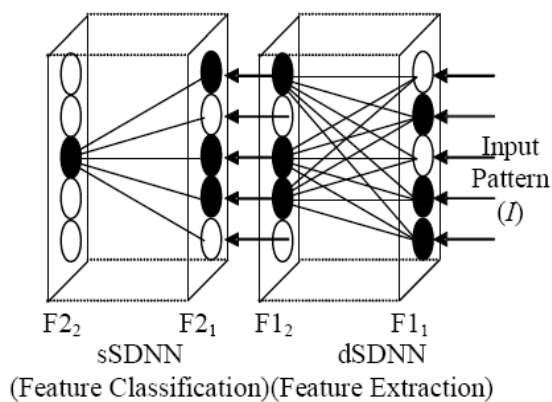 Input
Pattern
(I)
F2₂ F2₁ F1₂ F1₁
sSDNN dSDNN
(Feature Classification)(Feature Extraction)